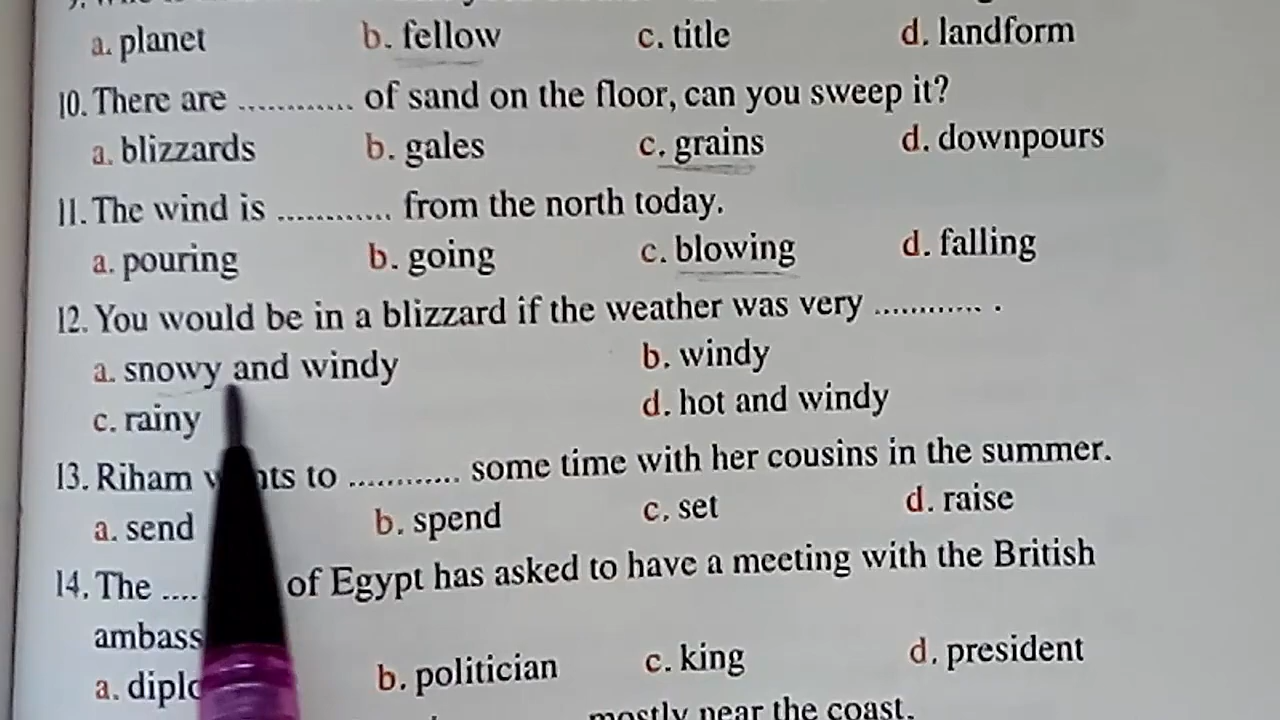 a. planet b. fellow c. title d. landform
10. There are ............ of sand on the floor, can you sweep it?
a. blizzards b. gales c. grains d. downpours
11. The wind is ............ from the north today.
a. pouring b. going c. blowing d. falling
12. You would be in a blizzard if the weather was very ............ .
a. snowy and windy b. windy
c. rainy d. hot and windy
13. Riham to ............ some time with her cousins in the summer.
a. send b. spend c. set d. raise
14. The .... of Egypt has asked to have a meeting with the British
a. b. politician c. king d. president
mostly near the coast.